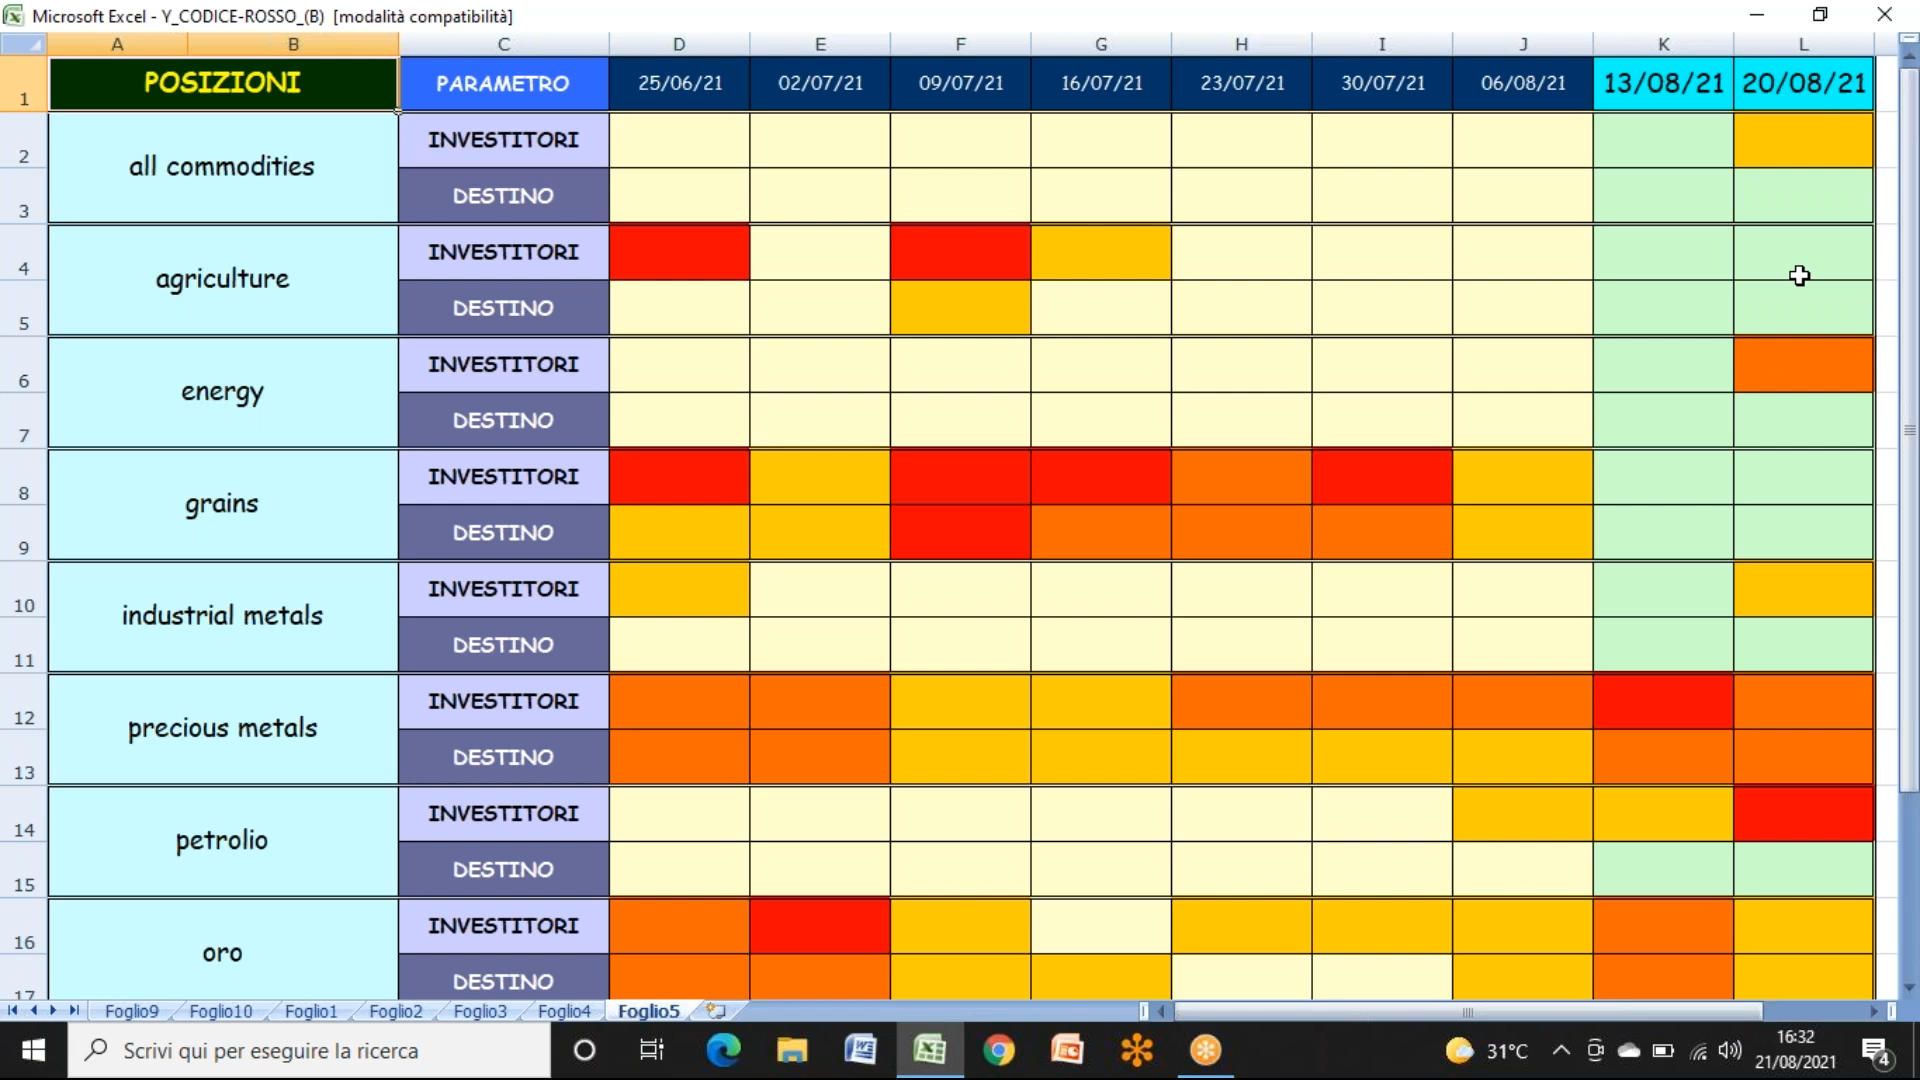 Microsoft Excel - Y_CODICE-ROSSO_(B) [modalità compatibilità]
A B C D E F G H I J K L
1 POSIZIONI PARAMETRO 25/06/21 02/07/21 09/07/21 16/07/21 23/07/21 30/07/21 06/08/21 13/08/21 20/08/21
2 all commodities INVESTITORI
3 DESTINO
4 agriculture INVESTITORI
5 DESTINO
6 energy INVESTITORI
7 DESTINO
8 grains INVESTITORI
9 DESTINO
10 industrial metals INVESTITORI
11 DESTINO
12 precious metals INVESTITORI
13 DESTINO
14 petrolio INVESTITORI
15 DESTINO
16 oro INVESTITORI
17 DESTINO
Foglio9 Foglio10 Foglio1 Foglio2 Foglio3 Foglio4 Foglio5
Scrivi qui per eseguire la ricerca 31°C 16:32
21/08/2021 4